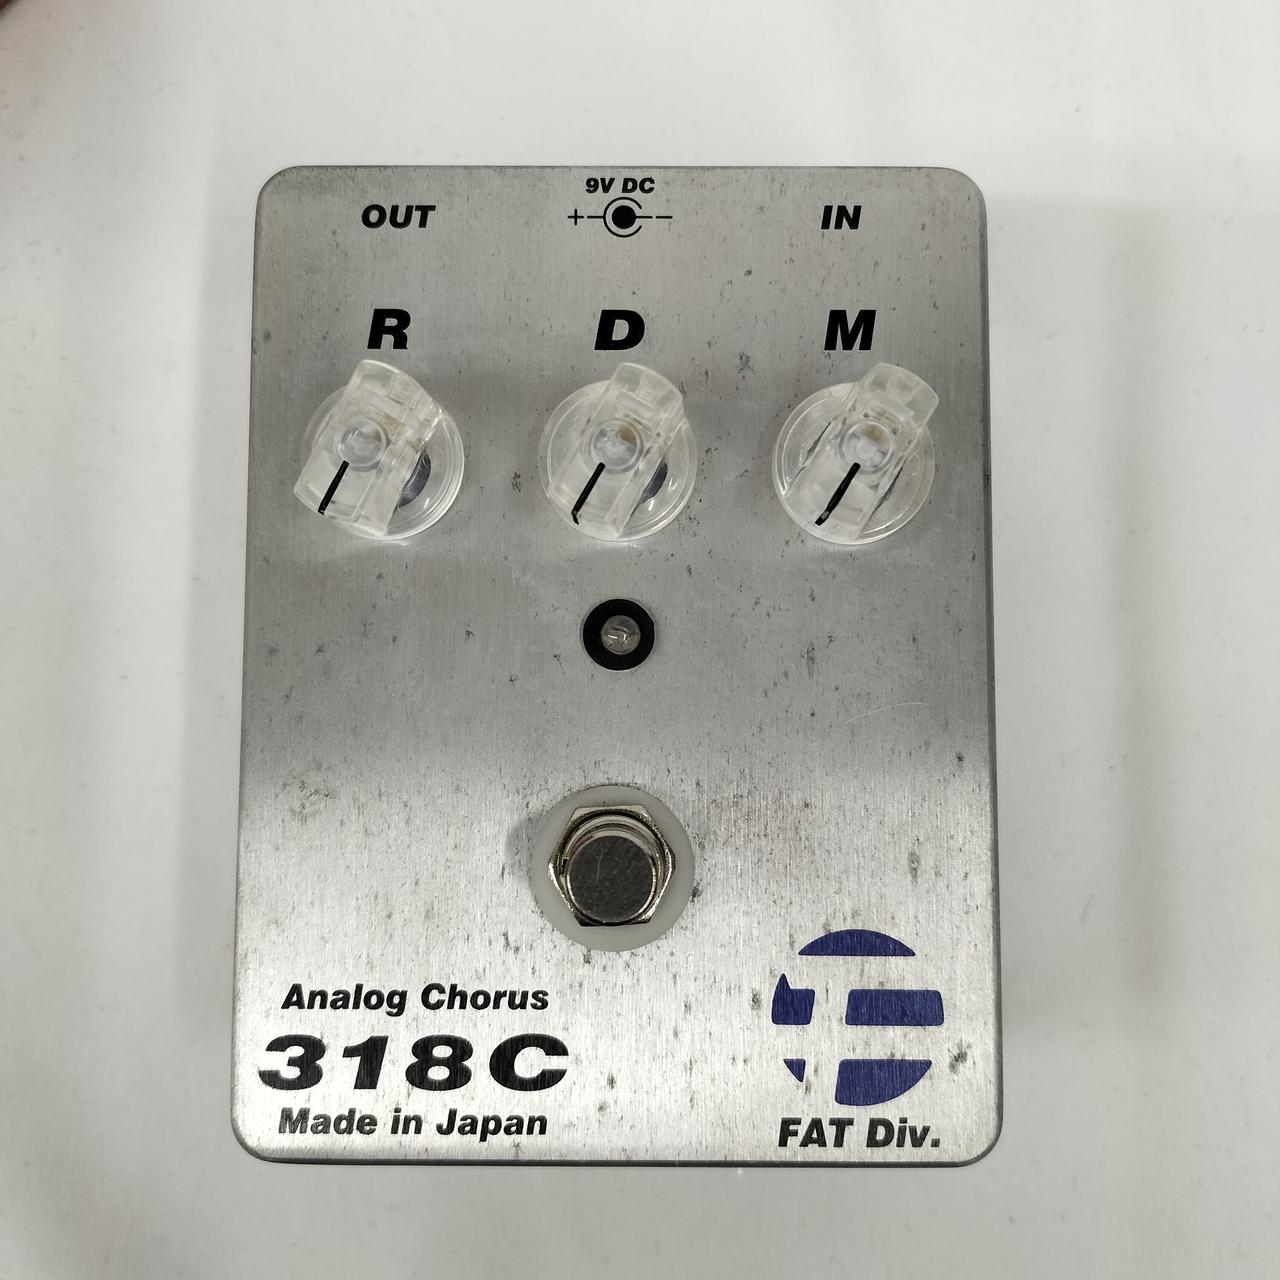 9V DC
OUT
+ -
IN
R
D
M
Analog Chorus
318C
Made in Japan
FAT Div.